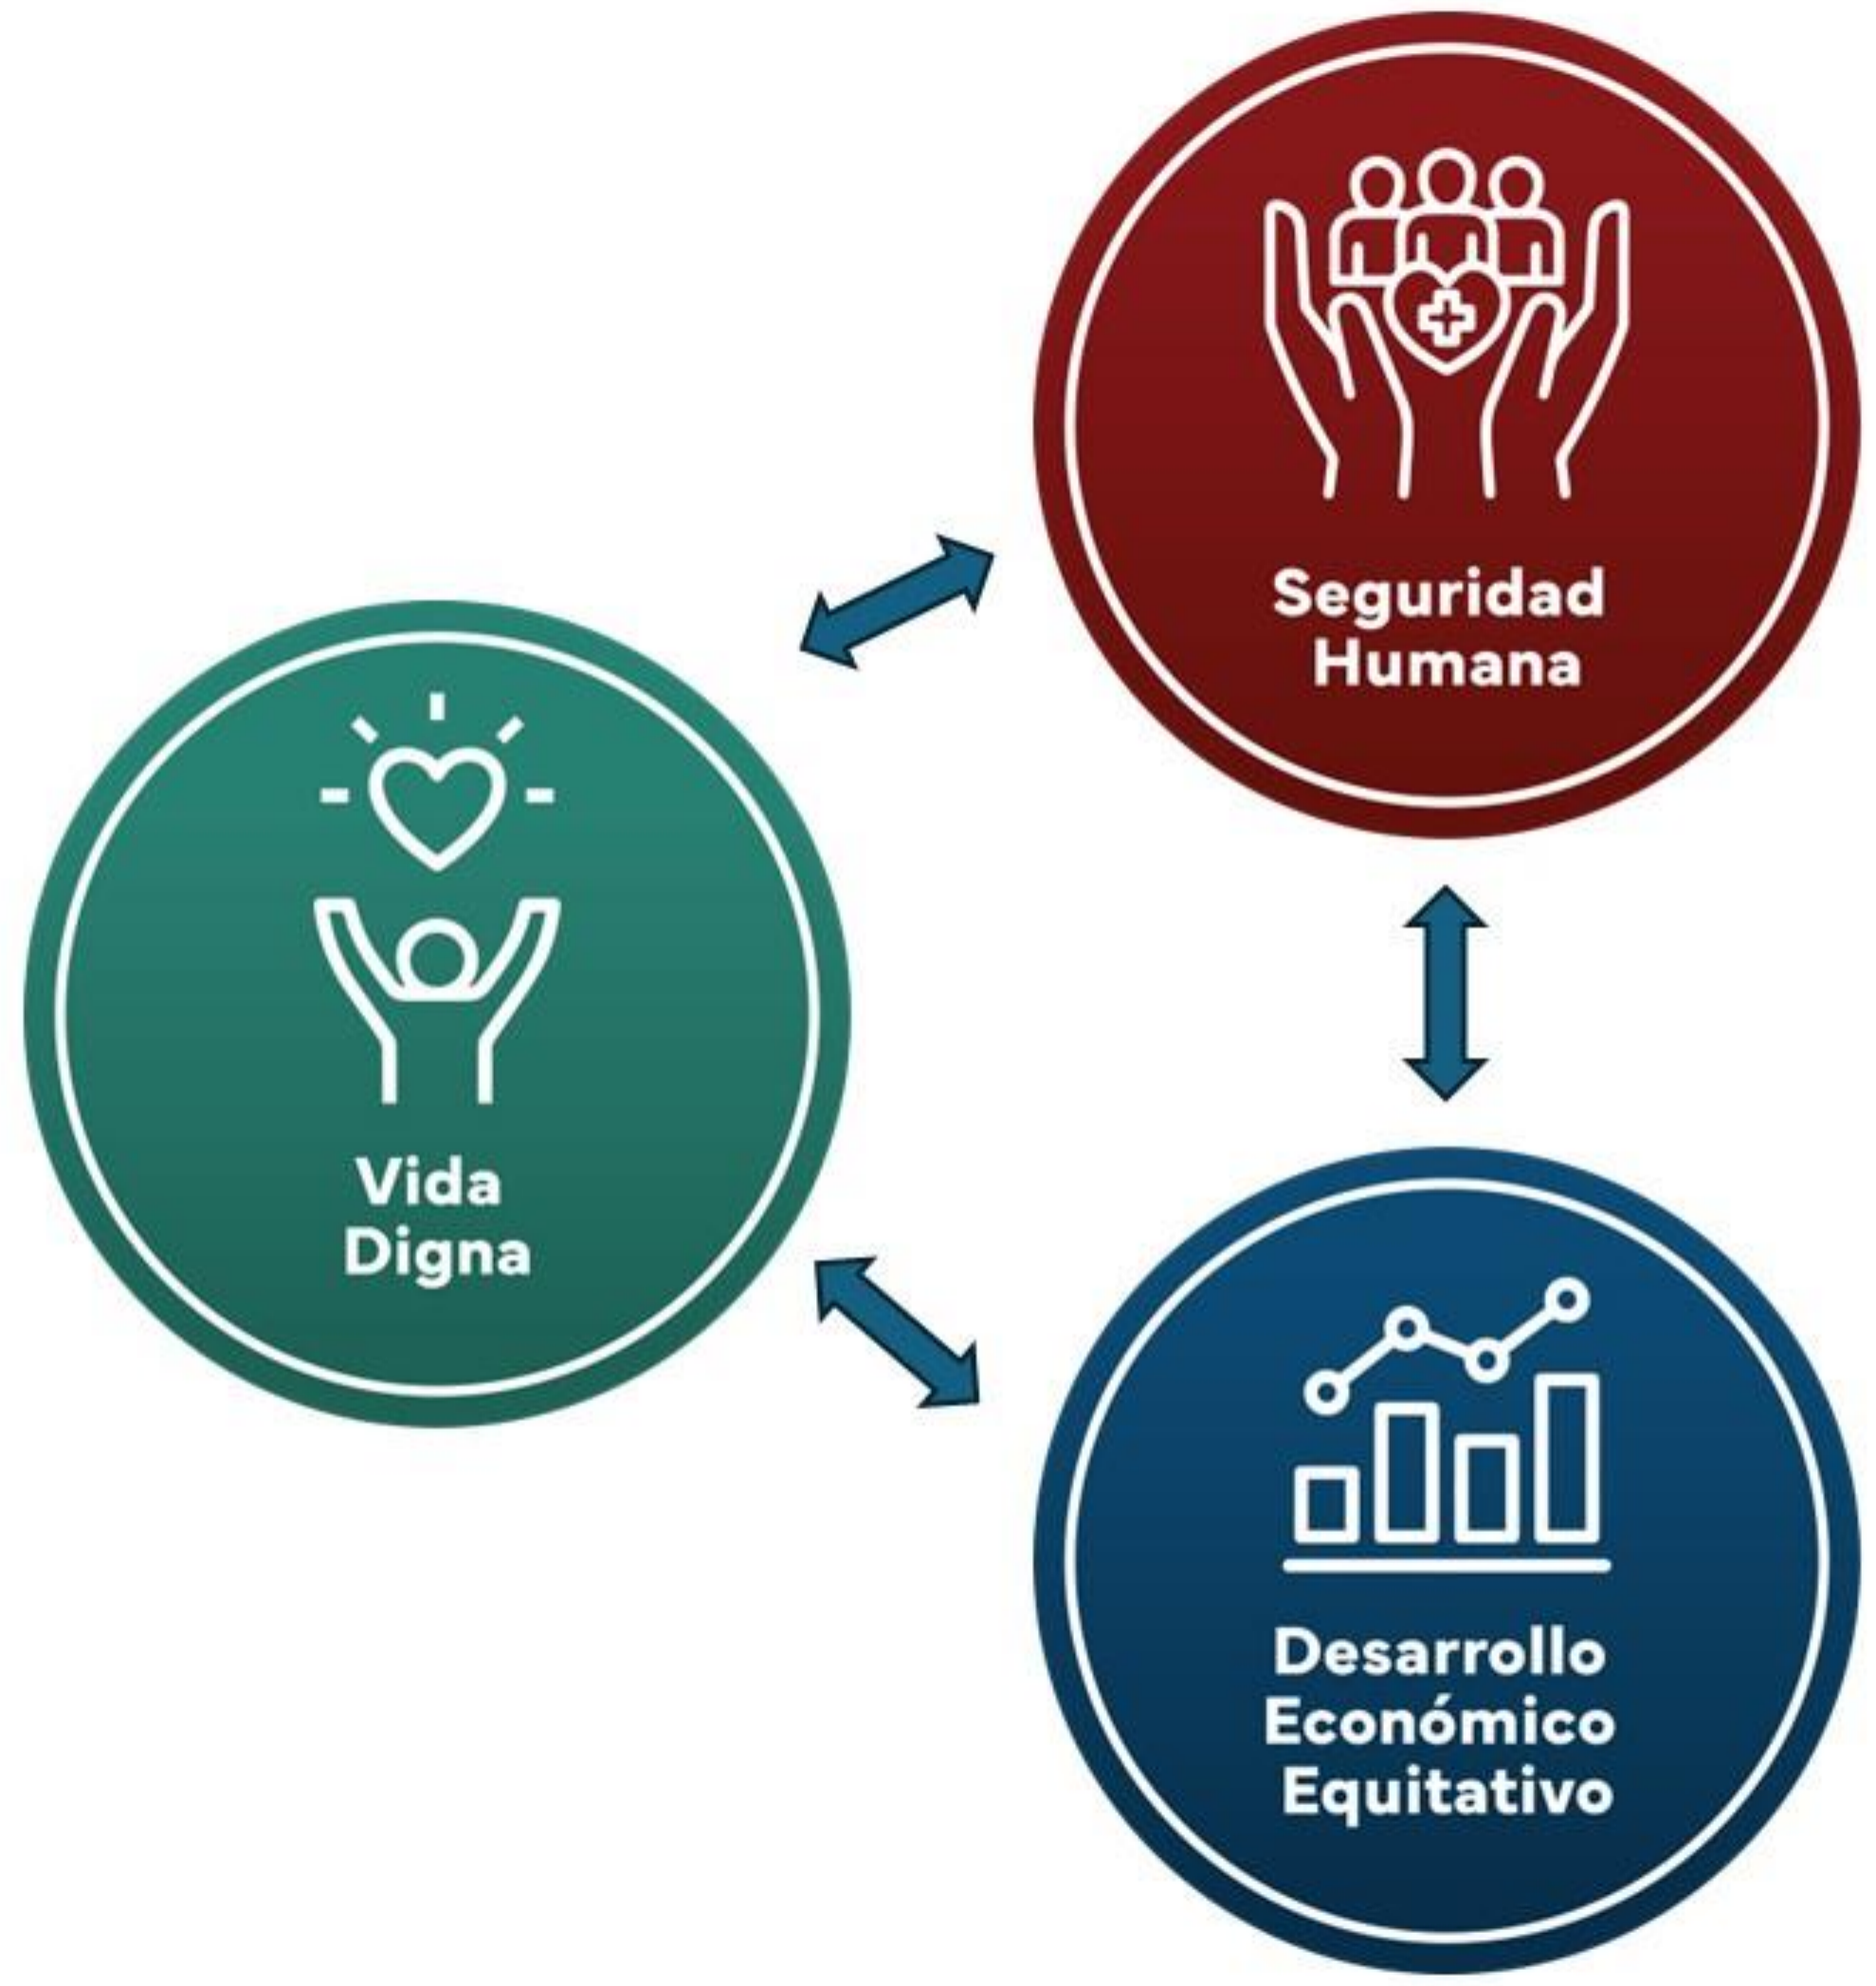 Seguridad
Humana
Vida
Digna
Desarrollo
Económico
Equitativo